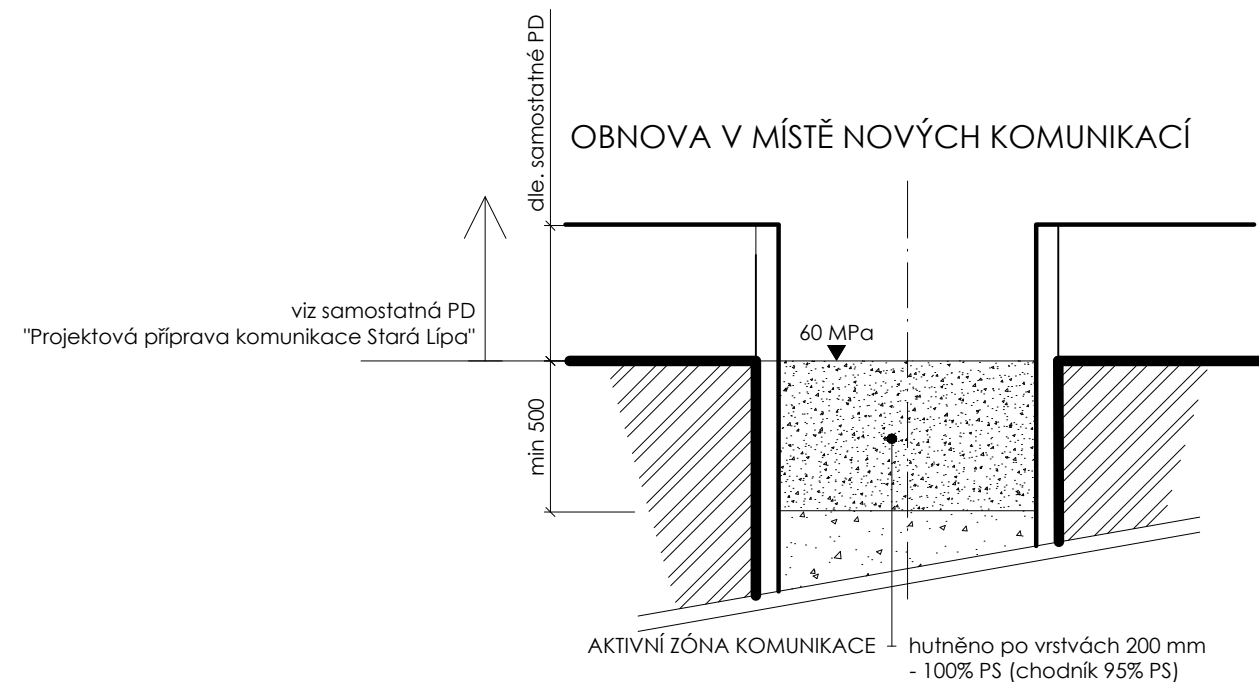 dle. samostatné PD
OBNOVA V MÍSTĚ NOVÝCH KOMUNIKACÍ
viz samostatná PD
"Projektová příprava komunikace Stará Lípa"
60 MPa
min 500
AKTIVNÍ ZÓNA KOMUNIKACE
hutněno po vrstvách 200 mm
- 100% PS (chodník 95% PS)